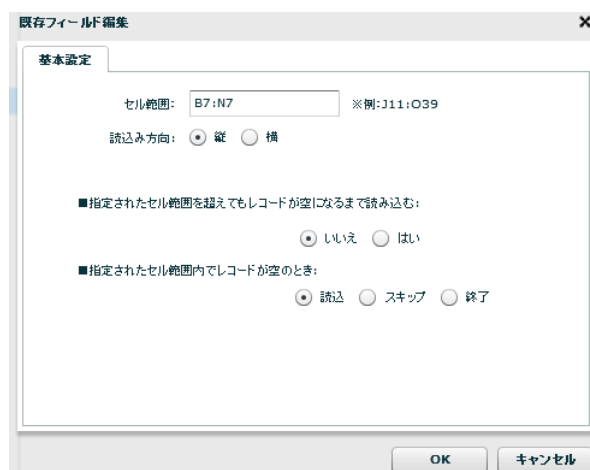 既存フィールド編集
基本設定
セル範囲: B7:N7 ※例:J11:O39
読込み方向: 縦 横
■指定されたセル範囲を超えてもレコードが空になるまで読み込む:
いいえ はい
■指定されたセル範囲内でレコードが空のとき:
読込 スキップ 終了
OK キャンセル